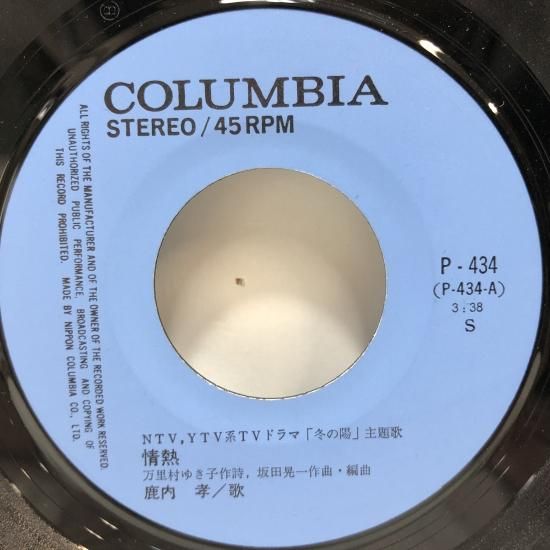 COLUMBIA
STEREO/45RPM
ALL RIGHTS OF THE MANUFACTURER AND OF THE OWNER OF THE RECORDED WORK RESERVED.
UNAUTHORIZED PUBLIC PERFORMANCE, BROADCASTING AND COPYING OF
THIS RECORD PROHIBITED. MADE BY NIPPON COLUMBIA CO., LTD.
P-434
(P-434-A)
3:38
S
NTV,YTV系TVドラマ「冬の陽」主題歌
情熱
万里村ゆき子作詩, 坂田晃一作曲・編曲
鹿内 孝/歌